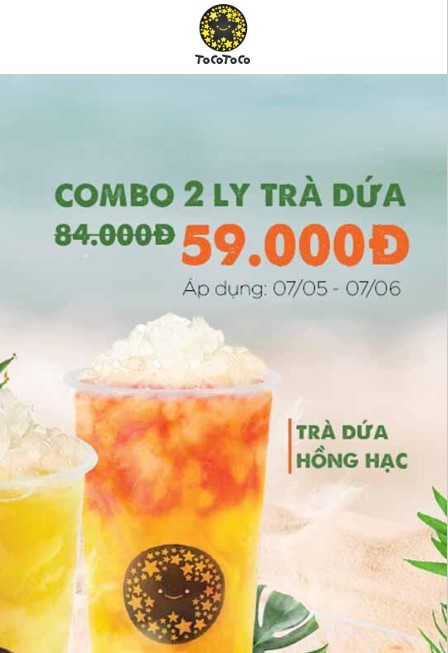 ToCoToCo
COMBO 2 LY TRÀ DỨA
84.000Đ 59.000Đ
Áp dụng: 07/05 - 07/06
TRÀ DỨA
HỒNG HẠC